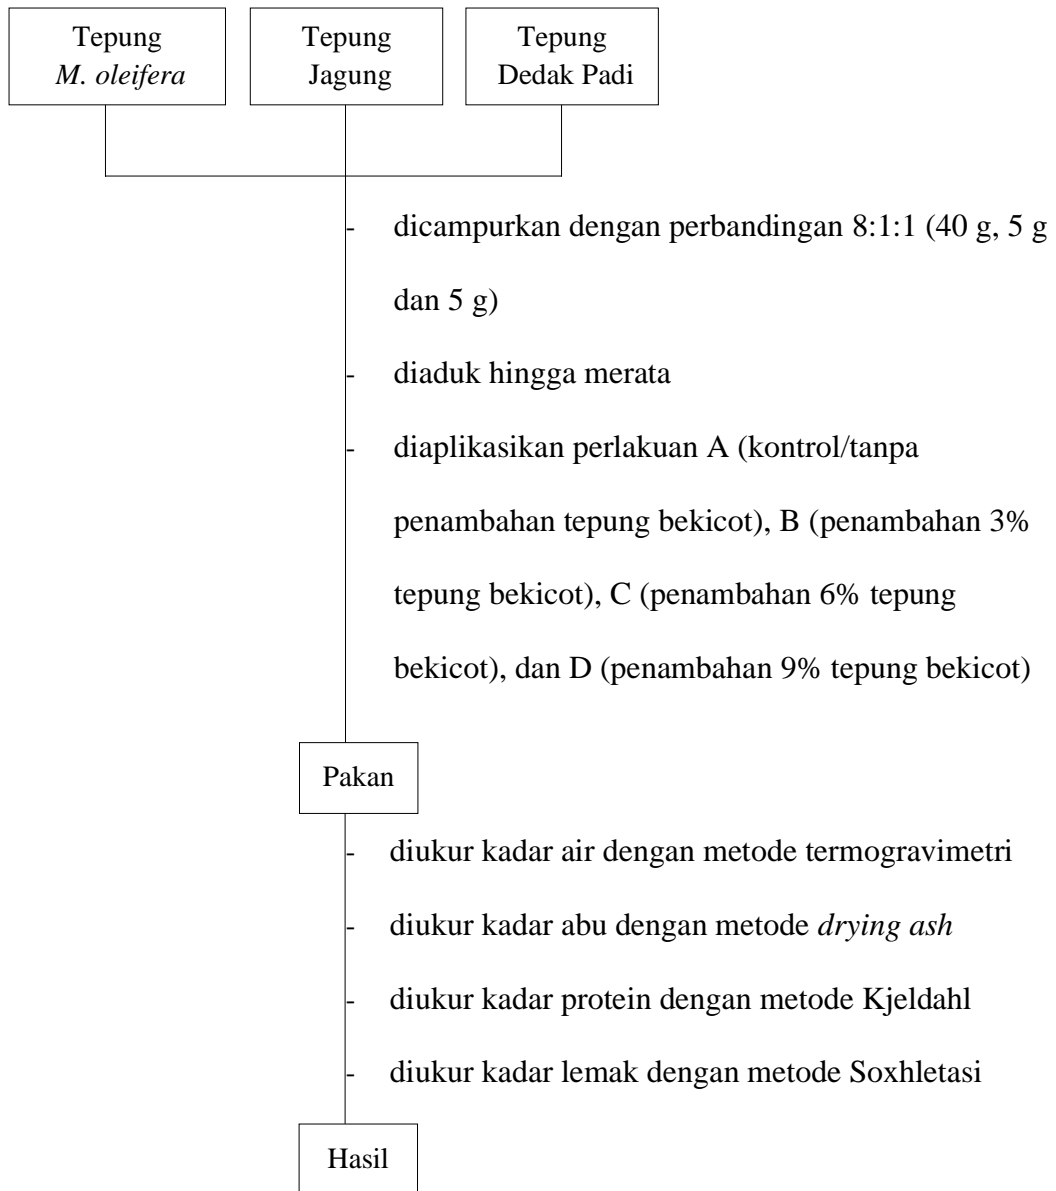 Tepung
M. oleifera
Tepung
Jagung
Tepung
Dedak Padi
- dicampurkan dengan perbandingan 8:1:1 (40 g, 5 g
dan 5 g)
- diaduk hingga merata
- diaplikasikan perlakuan A (kontrol/tanpa
penambahan tepung bekicot), B (penambahan 3%
tepung bekicot), C (penambahan 6% tepung
bekicot), dan D (penambahan 9% tepung bekicot)
Pakan
- diukur kadar air dengan metode termogravimetri
- diukur kadar abu dengan metode drying ash
- diukur kadar protein dengan metode Kjeldahl
- diukur kadar lemak dengan metode Soxhletasi
Hasil